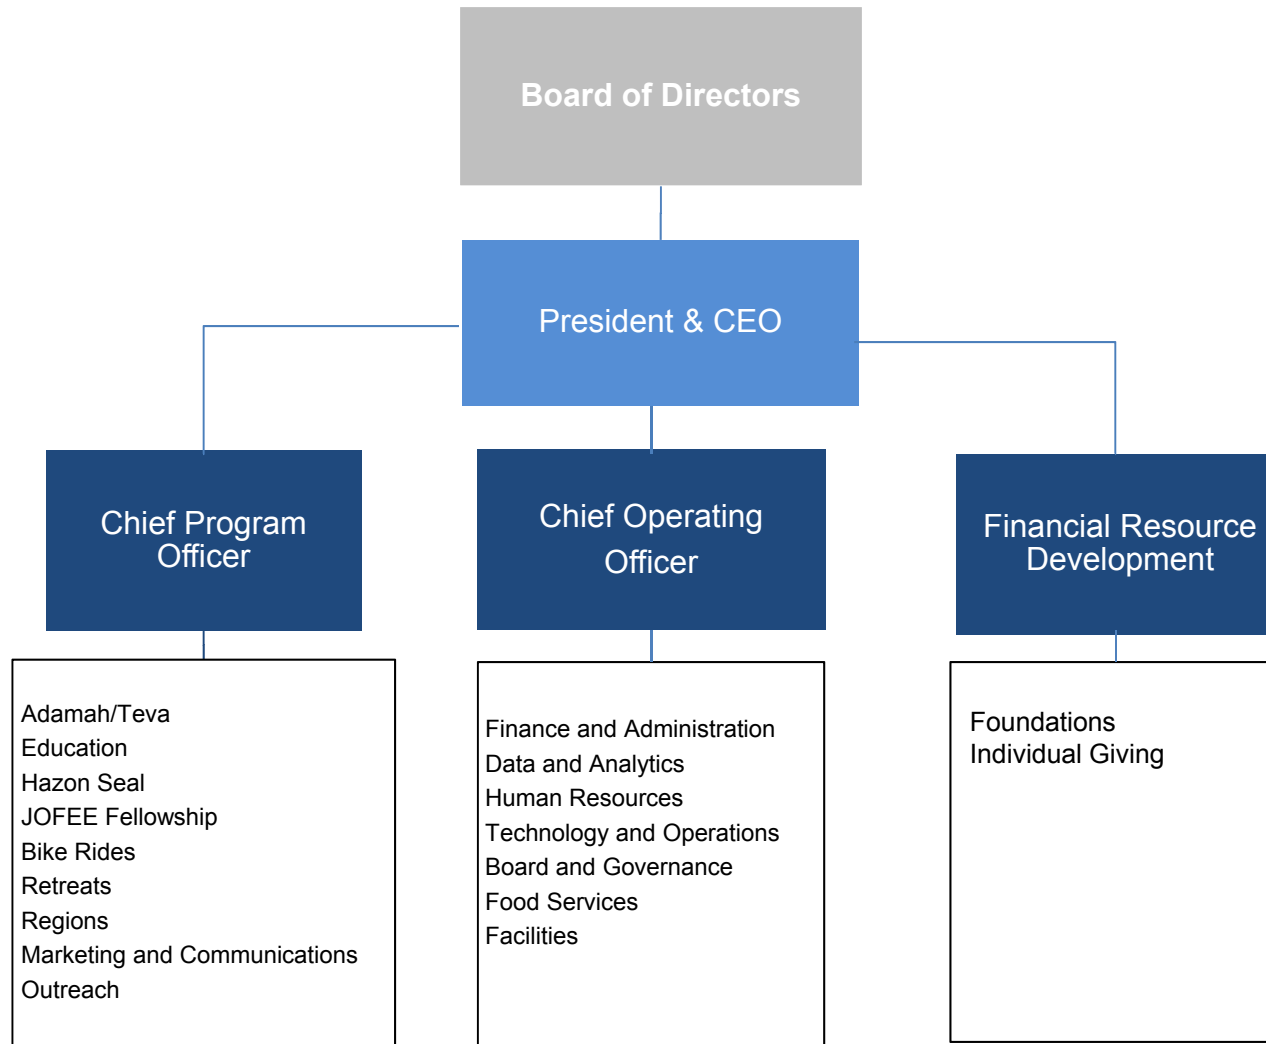 Board of Directors
President & CEO
Chief Program
Officer
Chief Operating
Officer
Financial Resource
Development
Adamah/Teva
Education
Hazon Seal
JOFEE Fellowship
Bike Rides
Retreats
Regions
Marketing and Communications
Outreach
Finance and Administration
Data and Analytics
Human Resources
Technology and Operations
Board and Governance
Food Services
Facilities
Foundations
Individual Giving